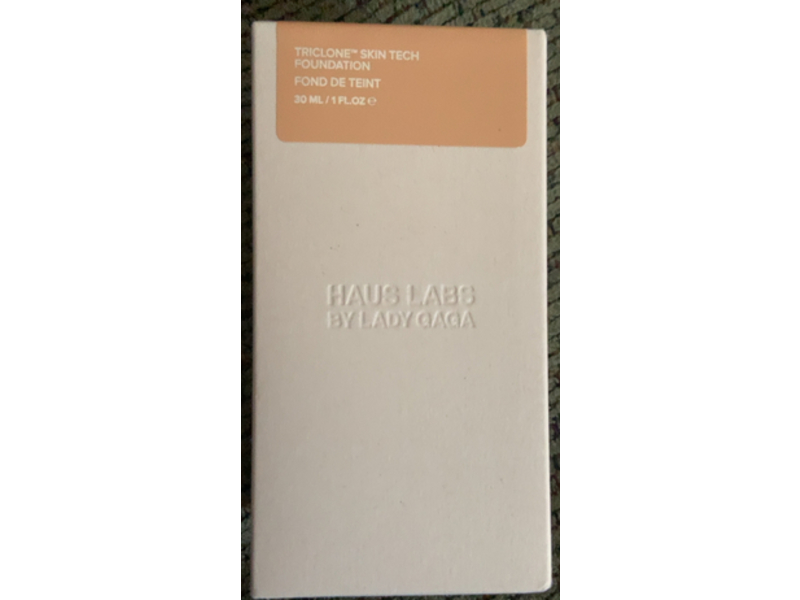 TRICLONE™ SKIN TECH
FOUNDATION
FOND DE TEINT
30 ML / 1 FL.OZ ℮
HAUS LABS
BY LADY GAGA